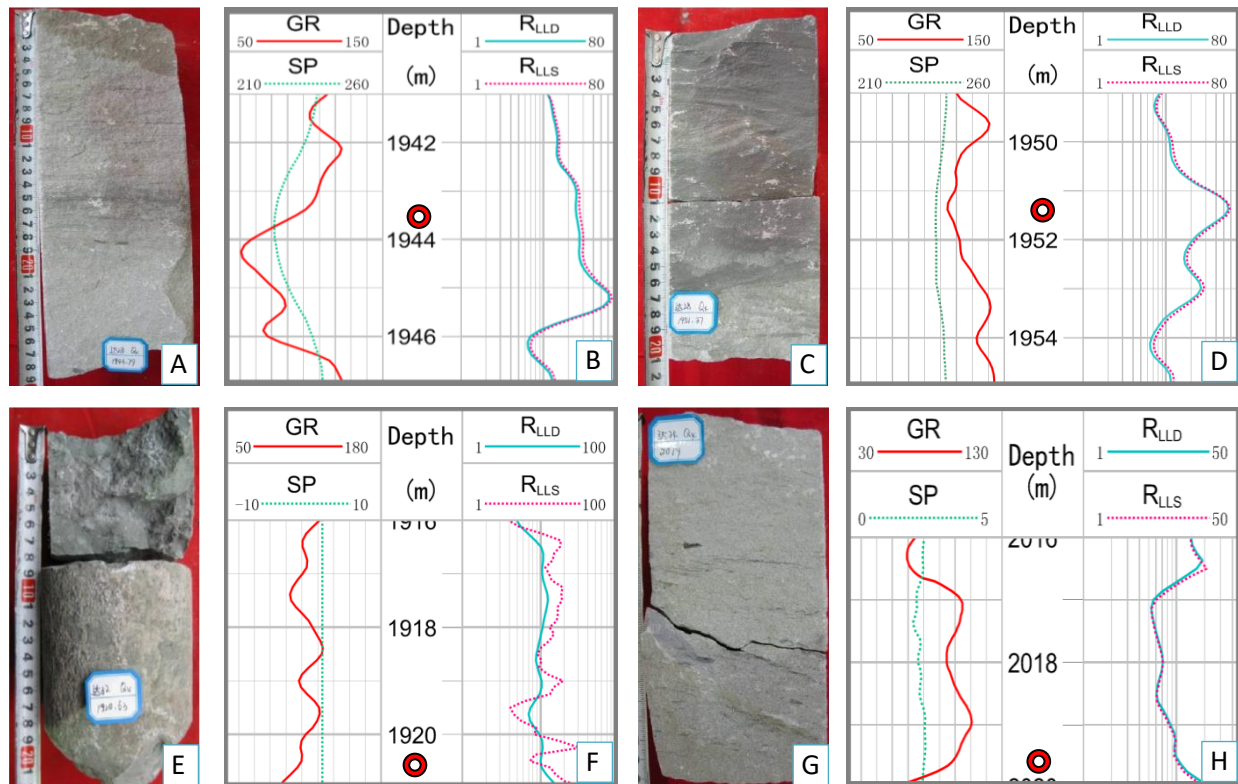 A
GR
50 150
SP
210 260
Depth
(m)
RLLD
1 80
RLLS
1 80
1942
1944
1946
B
C
GR
50 150
SP
210 260
Depth
(m)
RLLD
1 80
RLLS
1 80
1950
1952
1954
D
E
GR
50 180
SP
-10 10
Depth
(m)
RLLD
1 100
RLLS
1 100
1916
1918
1920
F
2019
G
GR
30 130
SP
0 5
Depth
(m)
RLLD
1 50
RLLS
1 50
2016
2018
H